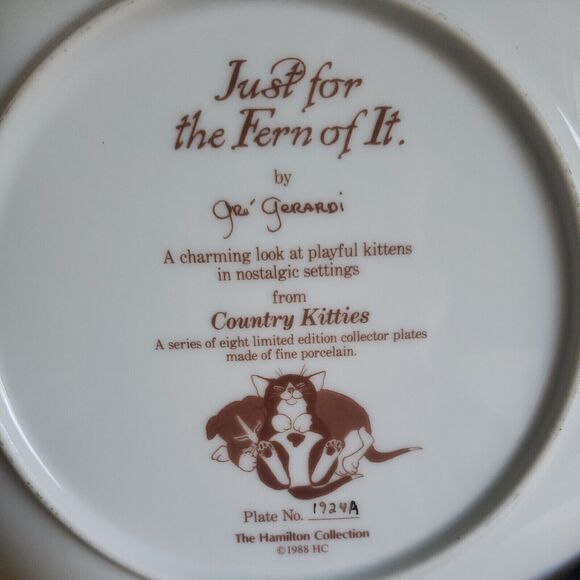 Just for
the Fern of It.
by
Gré Gerardi
A charming look at playful kittens
in nostalgic settings
from
Country Kitties
A series of eight limited edition collector plates
made of fine porcelain.
Plate No. 1924A
The Hamilton Collection
©1988 HC